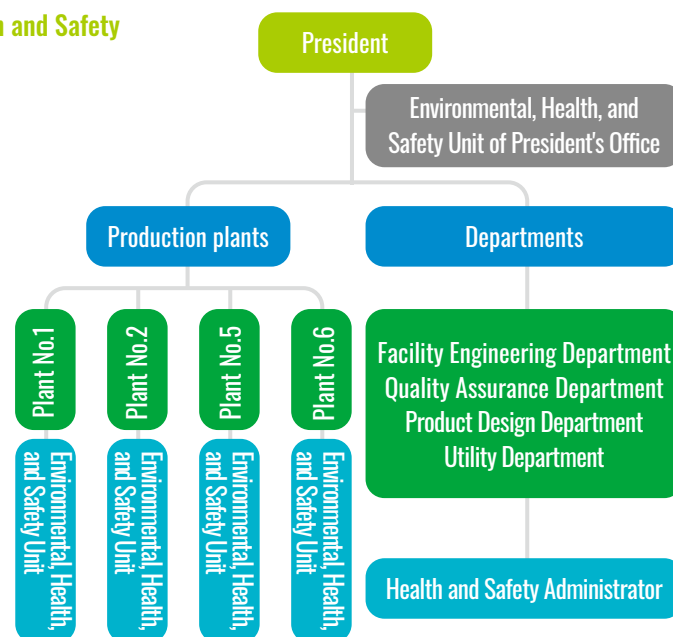 and Safety
President
Environmental, Health, and
Safety Unit of President's Office
Production plants
Departments
Plant No.1
Plant No.2
Plant No.5
Plant No.6
Facility Engineering Department
Quality Assurance Department
Product Design Department
Utility Department
Environmental, Health,
and Safety Unit
Environmental, Health,
and Safety Unit
Environmental, Health,
and Safety Unit
Environmental, Health,
and Safety Unit
Health and Safety Administrator